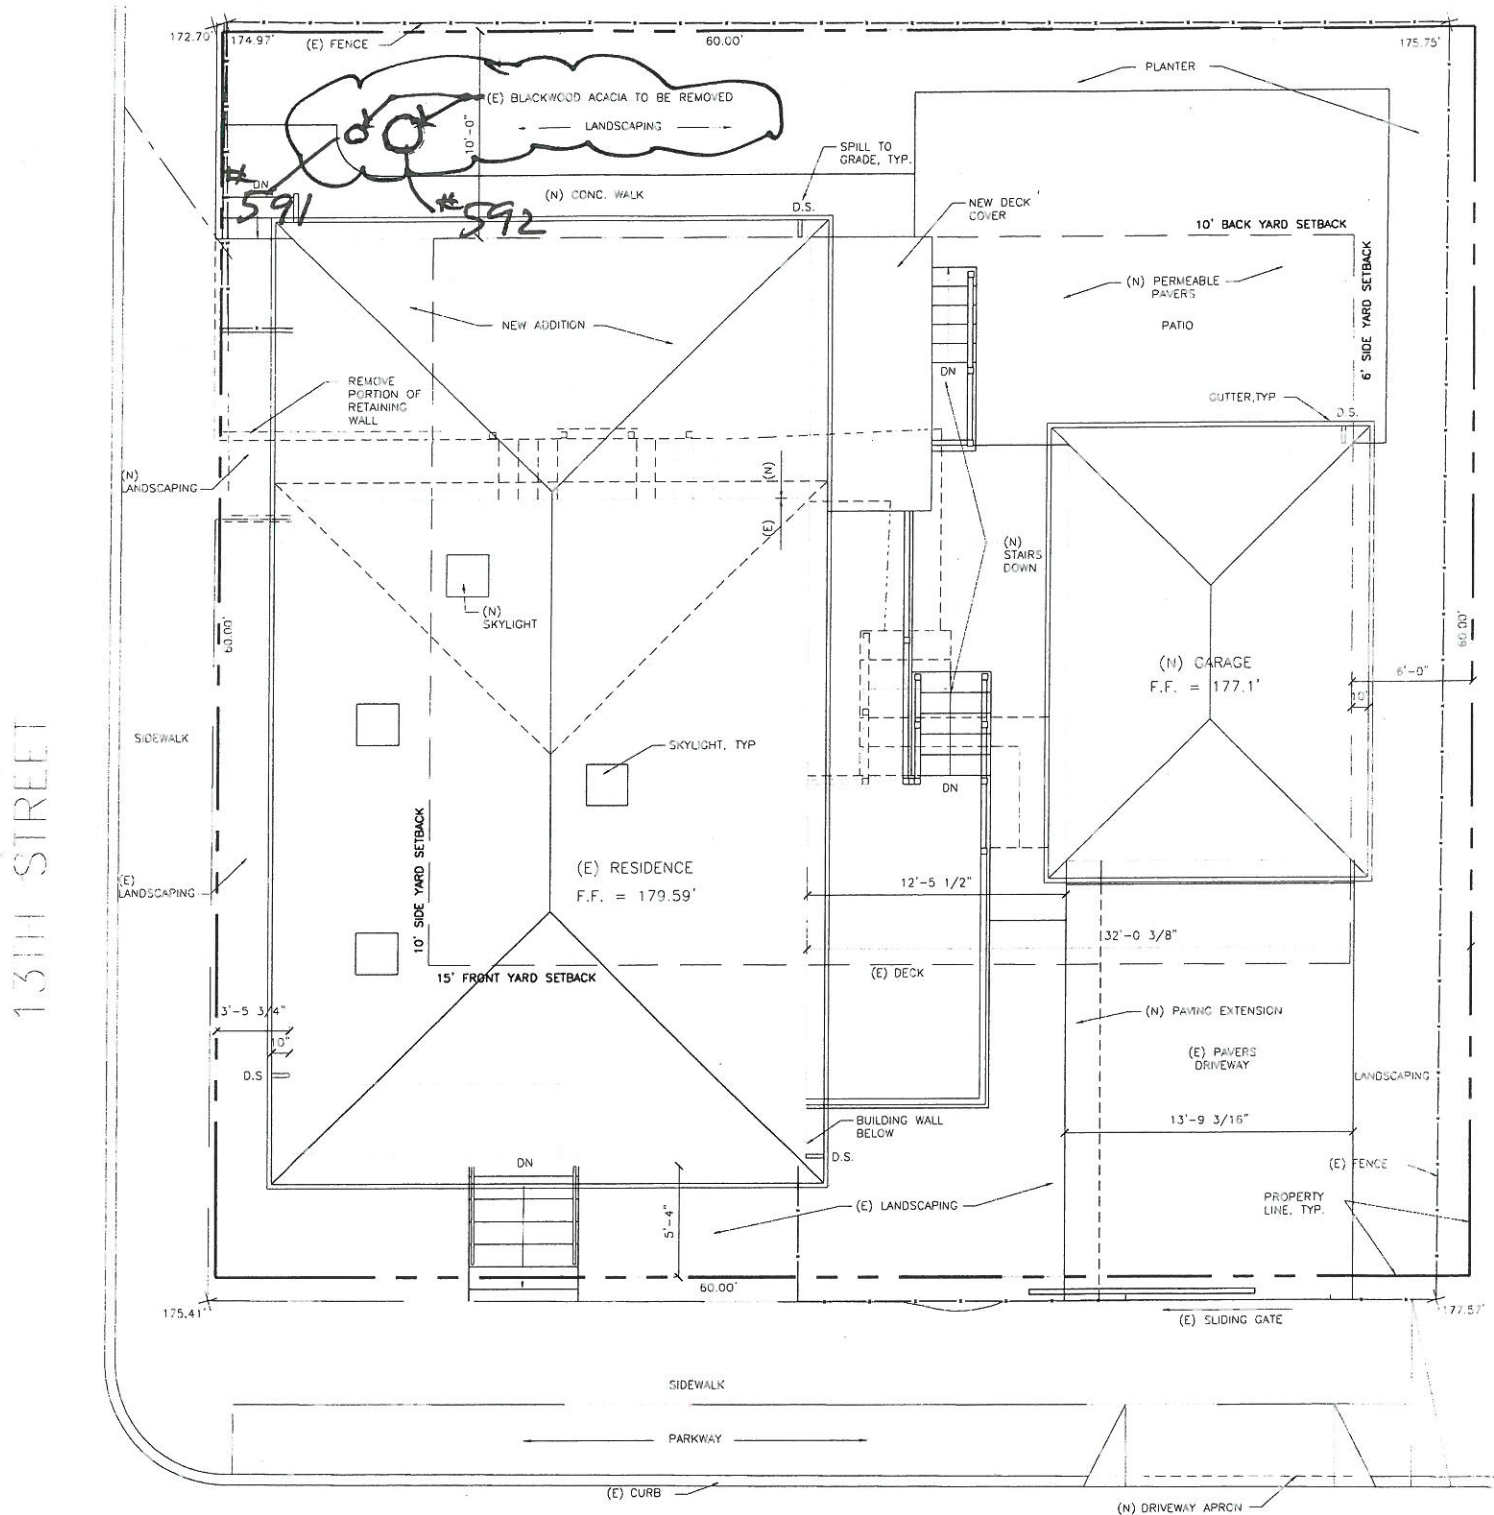 172.70'
174.97'
(E) FENCE
60.00'
175.75'
PLANTER
(E) BLACKWOOD ACACIA TO BE REMOVED
LANDSCAPING
10'-0"
SPILL TO
GRADE, TYP.
DN
#591
#592
(N) CONC. WALK
D.S.
NEW DECK
COVER
10' BACK YARD SETBACK
6' SIDE YARD SETBACK
(N) PERMEABLE
PAVERS
PATIO
NEW ADDITION
REMOVE
PORTION OF
RETAINING
WALL
DN
GUTTER,TYP
D.S.
(N)
LANDSCAPING
(N)
(E)
(N)
STAIRS
DOWN
(N)
SKYLIGHT
60.00'
60.00'
(N) GARAGE
F.F. = 177.1'
6'-0"
10"
13TH STREET
SIDEWALK
SKYLIGHT, TYP
DN
10' SIDE YARD SETBACK
(E) RESIDENCE
F.F. = 179.59'
(E)
LANDSCAPING
12'-5 1/2"
32'-0 3/8"
15' FRONT YARD SETBACK
(E) DECK
3'-5 3/4"
10"
D.S
(N) PAVING EXTENSION
(E) PAVERS
DRIVEWAY
LANDSCAPING
BUILDING WALL
BELOW
13'-9 3/16"
D.S.
DN
(E) FENCE
5'-4"
(E) LANDSCAPING
PROPERTY
LINE, TYP.
60.00'
175.41'
177.57'
(E) SLIDING GATE
SIDEWALK
PARKWAY
(E) CURB
(N) DRIVEWAY APRON